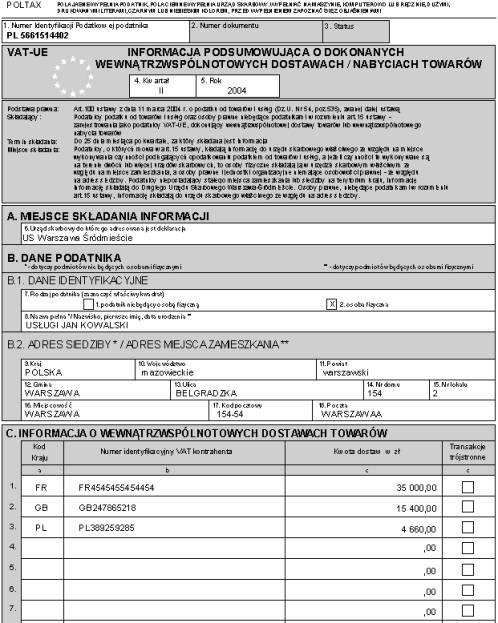 POLTAX
POLA JASNE WYPEŁNIA PODATNIK, POLA CIEMNE WYPEŁNIA URZĄD SKARBOWY. WYPEŁNIĆ NA MASZYNIE, KOMPUTEROWO LUB RĘCZNIE, DUŻYMI,
DRUKOWANYMI LITERAMI, CZARNYM LUB NIEBIESKIM KOLOREM.
1. Numer Identyfikacji Podatkowej podatnika
PL 5661514402
2. Numer dokumentu
3. Status
VAT-UE
INFORMACJA PODSUMOWUJĄCA O DOKONANYCH
WEWNĄTRZWSPÓLNOTOWYCH DOSTAWACH / NABYCIACH TOWARÓW
4. Kwartał
II
5. Rok
2004
Podstawa prawna: Art. 100 ustawy z dnia 11 marca 2004 r. o podatku od towarów i usług (Dz.U. Nr 54, poz. 535), zwanej dalej ustawą
Składający: Podatnicy podatku od towarów i usług oraz osoby prawne niebędące podatnikami w rozumieniu art. 15 ustawy -
zarejestrowani jako podatnicy VAT-UE, dokonujący wewnątrzwspólnotowej dostawy towarów lub wewnątrzwspólnotowego
nabycia towarów
Termin składania: Do 25 dnia miesiąca po kwartale, za który składana jest informacja
Miejsce składania: Podatnicy, o których mowa w art. 15 ustawy, składają informację do urzędu skarbowego właściwego ze względu na miejsce
wykonywania czynności podlegających opodatkowaniu podatkiem od towarów i usług, a jeżeli czynności te wykonywane są
na terenie dwóch lub więcej urzędów skarbowych, to osoby fizyczne składają je w urzędzie skarbowym właściwym ze
względu na miejsce zamieszkania, a osoby prawne i jednostki organizacyjne niemające osobowości prawnej - ze względu
na adres siedziby. Podatnicy nieposiadający stałego miejsca zamieszkania lub siedziby na terytorium kraju, informację
informację składają do Drugiego Urzędu Skarbowego Warszawa-Śródmieście. Osoby prawne, niebędące podatnikami w rozumieniu
art. 15 ustawy, informację składają do urzędu skarbowego właściwego ze względu na adres siedziby.
A. MIEJSCE SKŁADANIA INFORMACJI
6. Urząd skarbowy do którego adresowana jest deklaracja
US Warszawa Śródmieście
B. DANE PODATNIKA
* - dotyczy podmiotów niebędących osobami fizycznymi
** - dotyczy podmiotów będących osobami fizycznymi
B.1. DANE IDENTYFIKACYJNE
7. Rodzaj podatnika (zaznaczyć właściwy kwadrat)
1. podatnik niebędący osobą fizyczną
X 2. osoba fizyczna
8. Nazwa pełna * / Nazwisko, pierwsze imię, data urodzenia **
USŁUGI JAN KOWALSKI
B.2. ADRES SIEDZIBY * / ADRES MIEJSCA ZAMIESZKANIA **
9. Kraj
POLSKA
10. Województwo
mazowieckie
11. Powiat
warszawski
12. Gmina
WARSZAWA
13. Ulica
BELGRADZKA
14. Nr domu
154
15. Nr lokalu
2
16. Miejscowość
WARSZAWA
17. Kod pocztowy
154-54
18. Poczta
WARSZAWAA
C. INFORMACJA O WEWNĄTRZWSPÓLNOTOWYCH DOSTAWACH TOWARÓW
Kod Kraju
Numer identyfikacyjny VAT kontrahenta
Kwota dostaw w zł
Transakcje trójstronne
a b c c
1. FR FR4545455454454 35 000,00
2. GB GB247865218 15 400,00
3. PL PL389259285 4 660,00
4. ,00
5. ,00
6. ,00
7. ,00